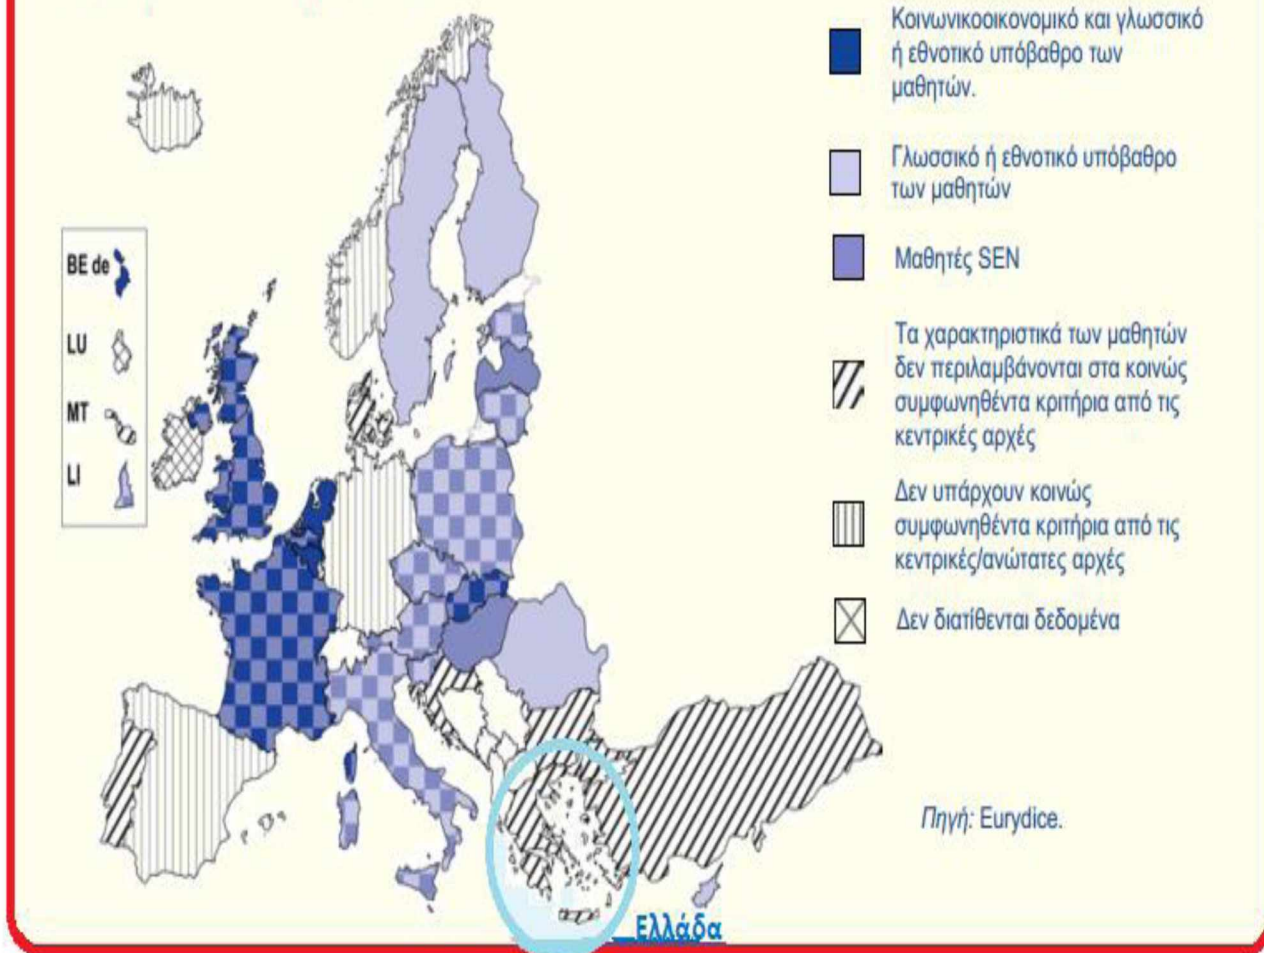 Κοινωνικοοικονομικό και γλωσσικό
ή εθνοτικό υπόβαθρο των
μαθητών.
Γλωσσικό ή εθνοτικό υπόβαθρο
των μαθητών
Μαθητές SEN
Τα χαρακτηριστικά των μαθητών
δεν περιλαμβάνονται στα κοινώς
συμφωνηθέντα κριτήρια από τις
κεντρικές αρχές
Δεν υπάρχουν κοινώς
συμφωνηθέντα κριτήρια από τις
κεντρικές/ανώτατες αρχές
Δεν διατίθενται δεδομένα
BE de
LU
MT
LI
Πηγή: Eurydice.
Ελλάδα